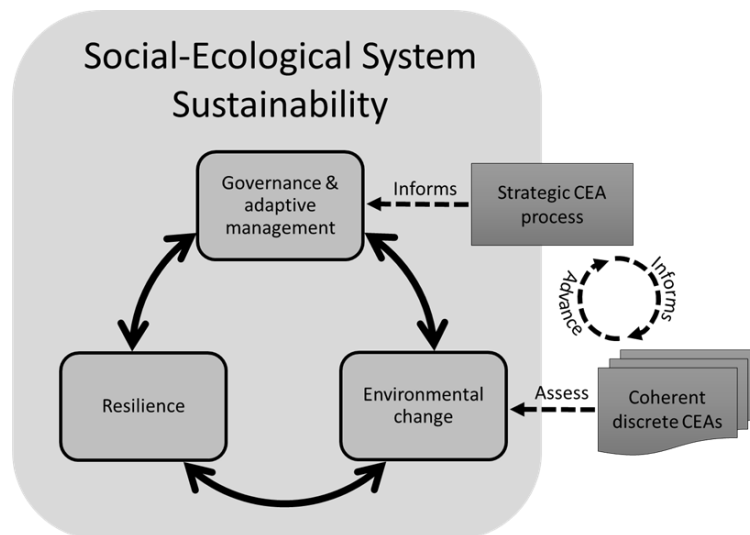 Social-Ecological System
Sustainability
Governance &
adaptive
management
Informs
Strategic CEA
process
Advance
Informs
Resilience
Environmental
change
Assess
Coherent
discrete CEAs